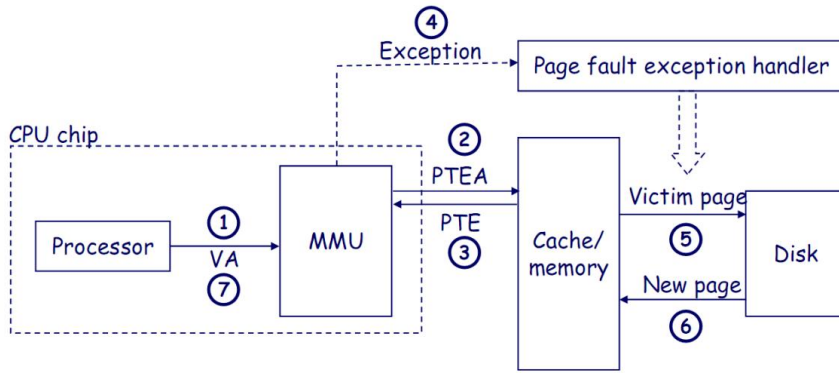 4
Exception
Page fault exception handler
CPU chip
2
PTEA
Victim page
1
Processor
VA
7
MMU
PTE
3
Cache/
memory
5
Disk
New page
6